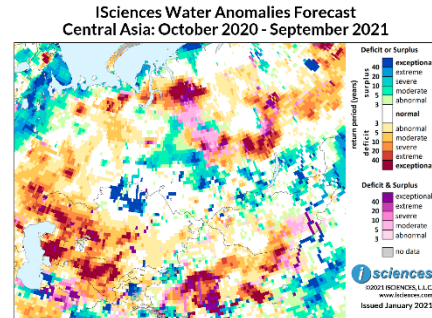 ISciences Water Anomalies Forecast
Central Asia: October 2020 - September 2021
Deficit or Surplus
return period (years)
surplus
deficit
40 exceptional
20 extreme
10 severe
5 moderate
3 abnormal
normal
3 abnormal
5 moderate
10 severe
20 extreme
40 exceptional
Deficit & Surplus
40 exceptional
20 extreme
10 severe
5 moderate
3 abnormal
no data
isciences
©2021 ISCIENCES, L.L.C.
www.isciences.com
Issued January 2021